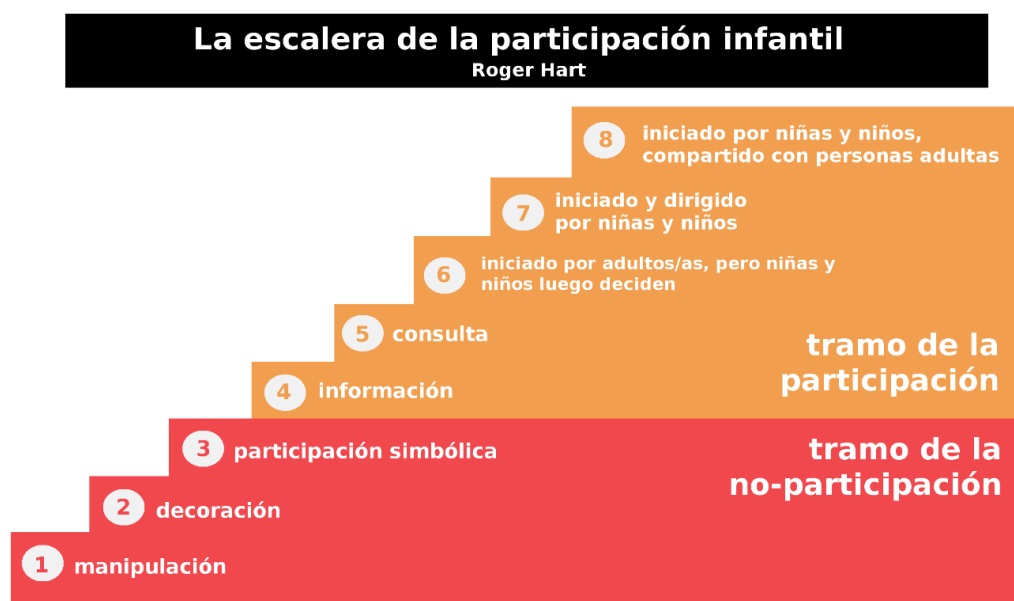 La escalera de la participación infantil
Roger Hart
8
iniciado por niñas y niños,
compartido con personas adultas
7
iniciado y dirigido
por niñas y niños
6
iniciado por adultos/as, pero niñas y
niños luego deciden
5 consulta
tramo de la
participación
4 información
3 participación simbólica
tramo de la
no-participación
2 decoración
1 manipulación